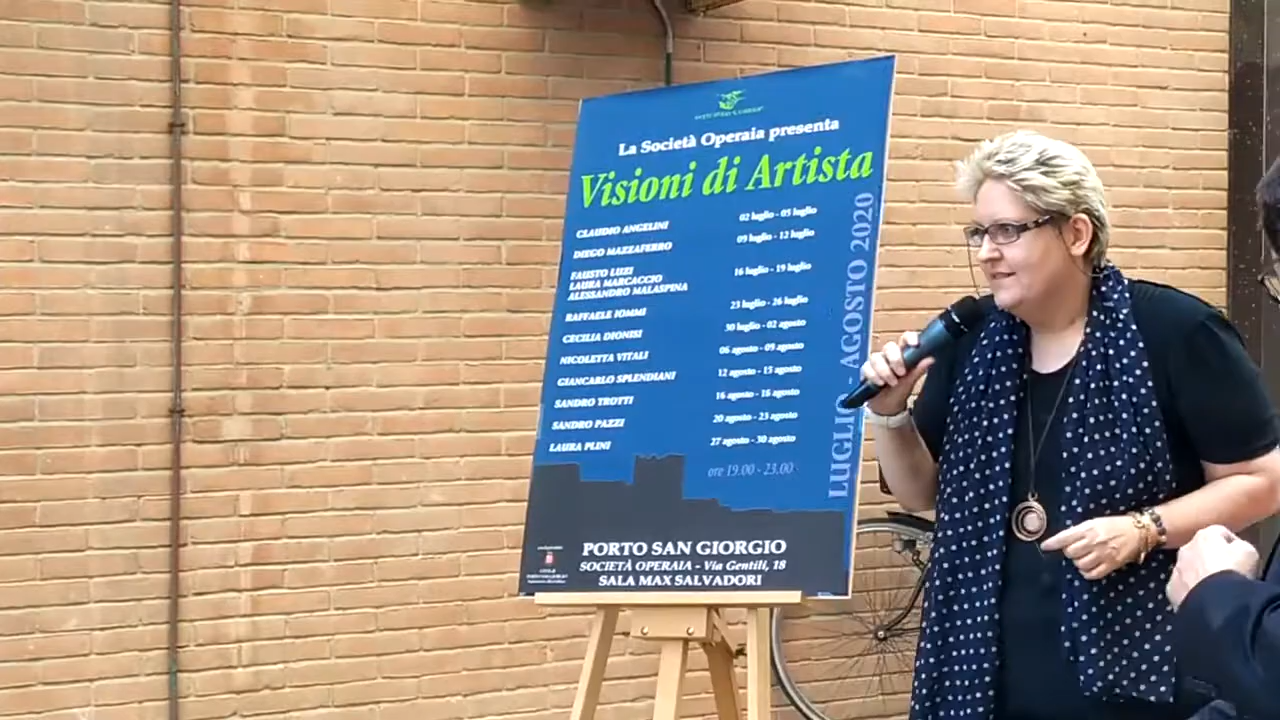 La Società Operaia presenta
Visioni di Artista
CLAUDIO ANGELINI 02 luglio - 05 luglio
DIEGO MAZZAFERRO 09 luglio - 12 luglio
FAUSTO LUZI
LAURA MARCACCIO 16 luglio - 19 luglio
ALESSANDRO MALASPINA
RAFFAELE IOMMI 23 luglio - 26 luglio
CECILIA DIONISI 30 luglio - 02 agosto
NICOLETTA VITALI 06 agosto - 09 agosto
GIANCARLO SPLENDIANI 12 agosto - 15 agosto
SANDRO TROTTI 16 agosto - 16 agosto
SANDRO PAZZI 20 agosto - 23 agosto
LAURA PLINI 27 agosto - 30 agosto
ore 19.00 - 23.00
LUGLIO - AGOSTO 2020
PORTO SAN GIORGIO
SOCIETÀ OPERAIA - Via Gentili, 18
SALA MAX SALVADORI